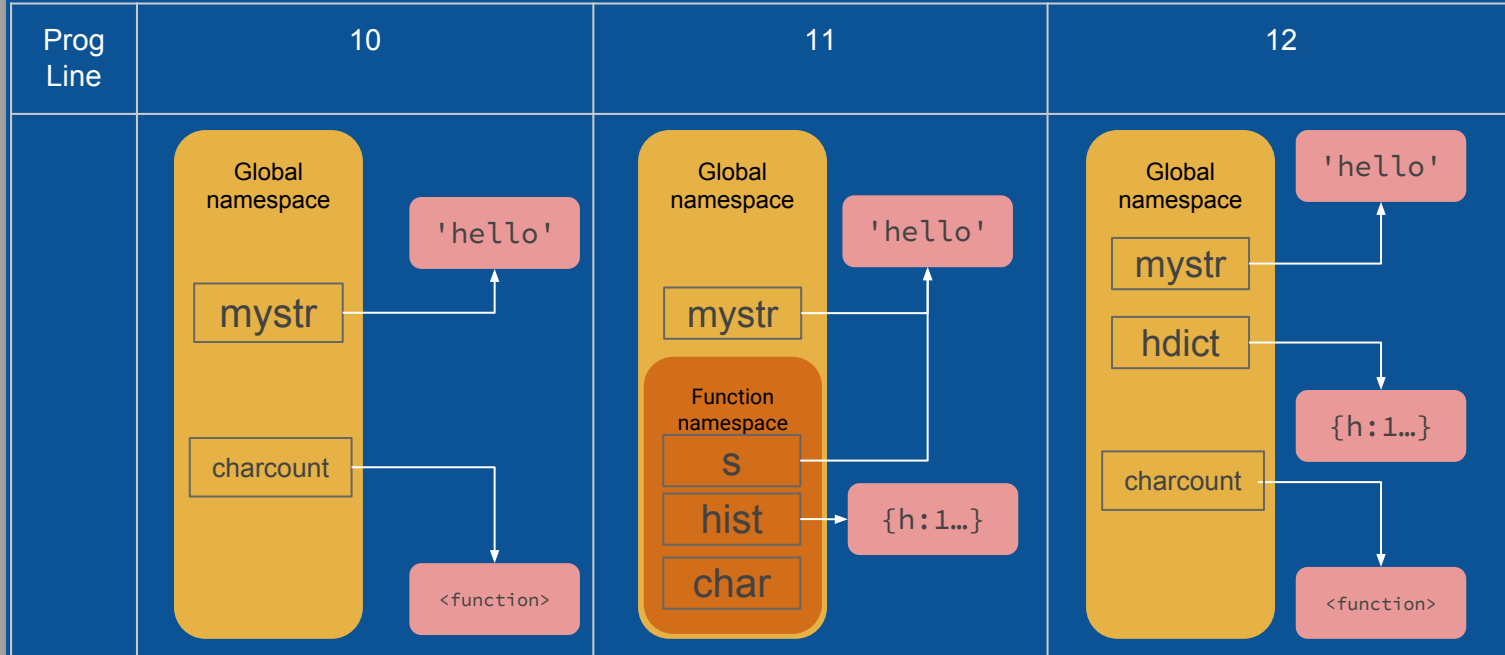 Prog
Line
10
11
12
Global
namespace
'hello'
mystr
charcount
<function>
Global
namespace
'hello'
mystr
Function
namespace
s
hist
{h:1…}
char
Global
namespace
'hello'
mystr
hdict
{h:1…}
charcount
<function>